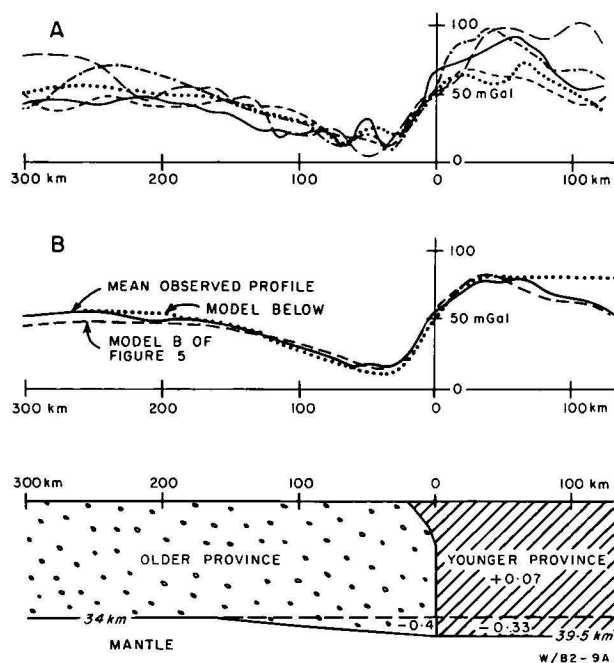 A
100
50 mGal
0
300 km
200
100
0
100 km
B
100
MEAN OBSERVED PROFILE
MODEL BELOW
50 mGal
MODEL B OF
FIGURE 5
0
300 km
200
100
0
100 km
300 km
200
100
0
100 km
OLDER PROVINCE
YOUNGER PROVINCE
+0·07
34 km
-0.4
-0·33
39·5 km
MANTLE
W/B2-9A